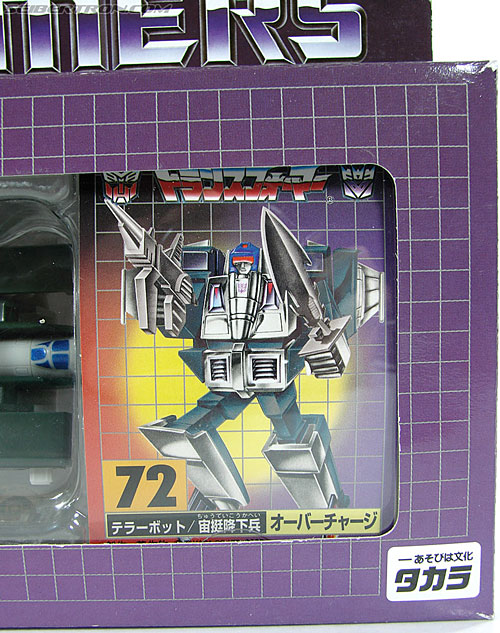 SEIBERTRON.COM
MERS
トランスフォーマー
®
72
ちゅうていこうかへい
テラーボット/宙挺降下兵 オーバーチャージ
あそびは文化
タカラ